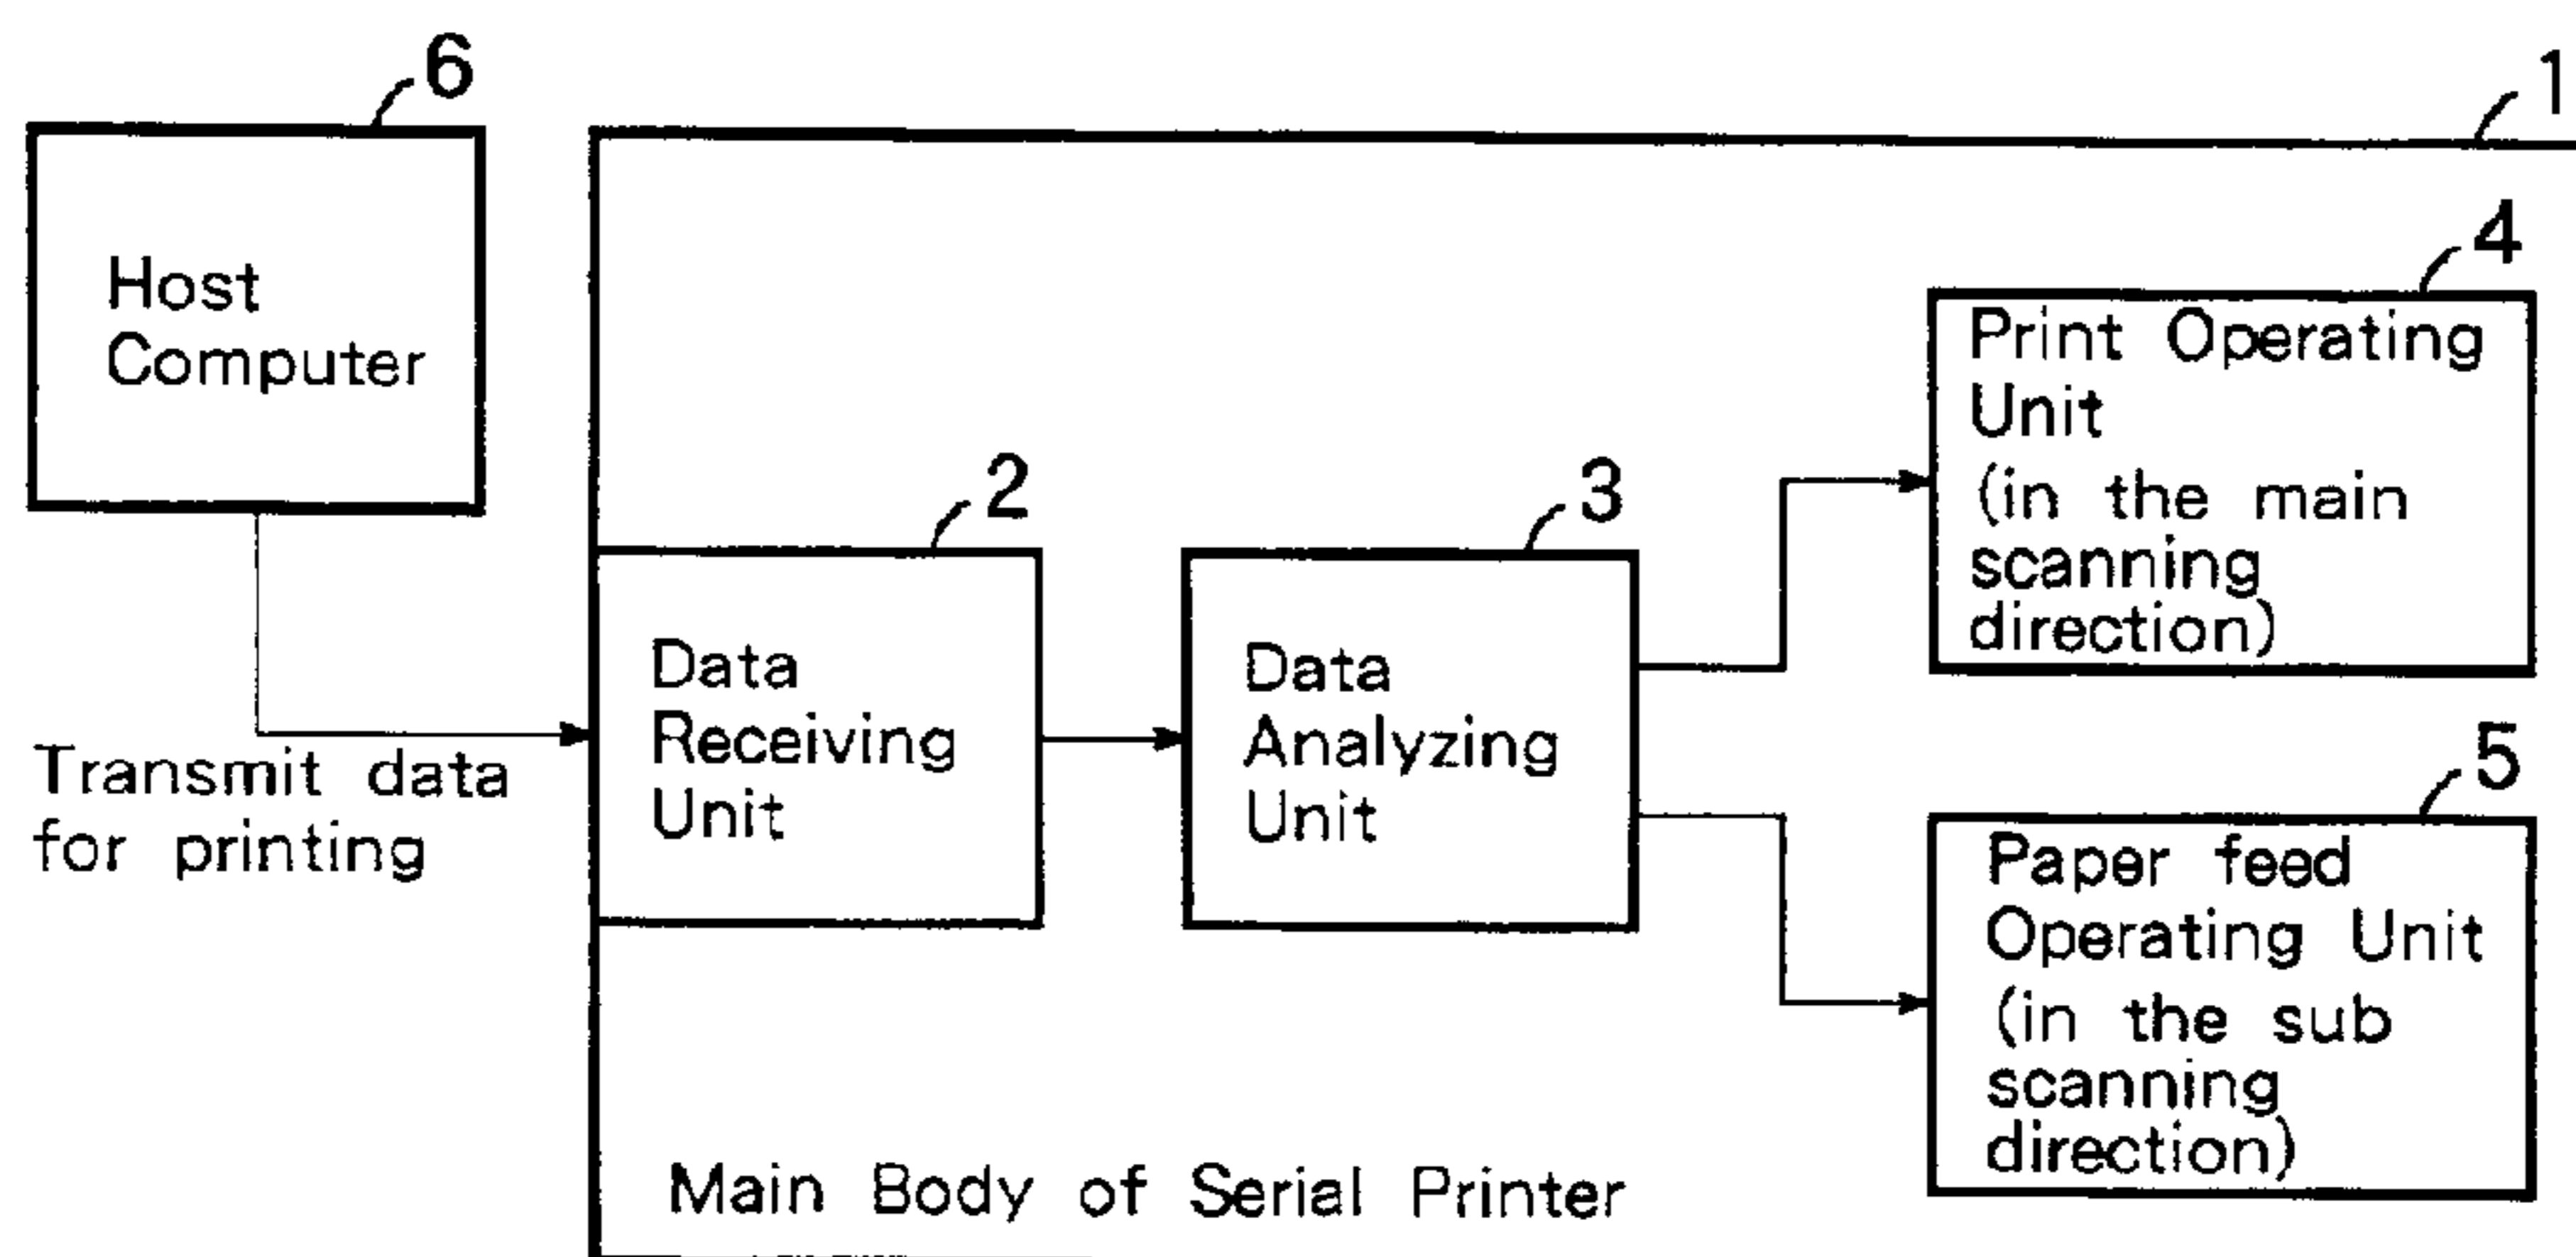 6
1
Host
Computer
4
Print Operating
Unit
(in the main
scanning
direction)
2
Data
Receiving
Unit
3
Data
Analyzing
Unit
Transmit data
for printing
5
Paper feed
Operating Unit
(in the sub
scanning
direction)
Main Body of Serial Printer